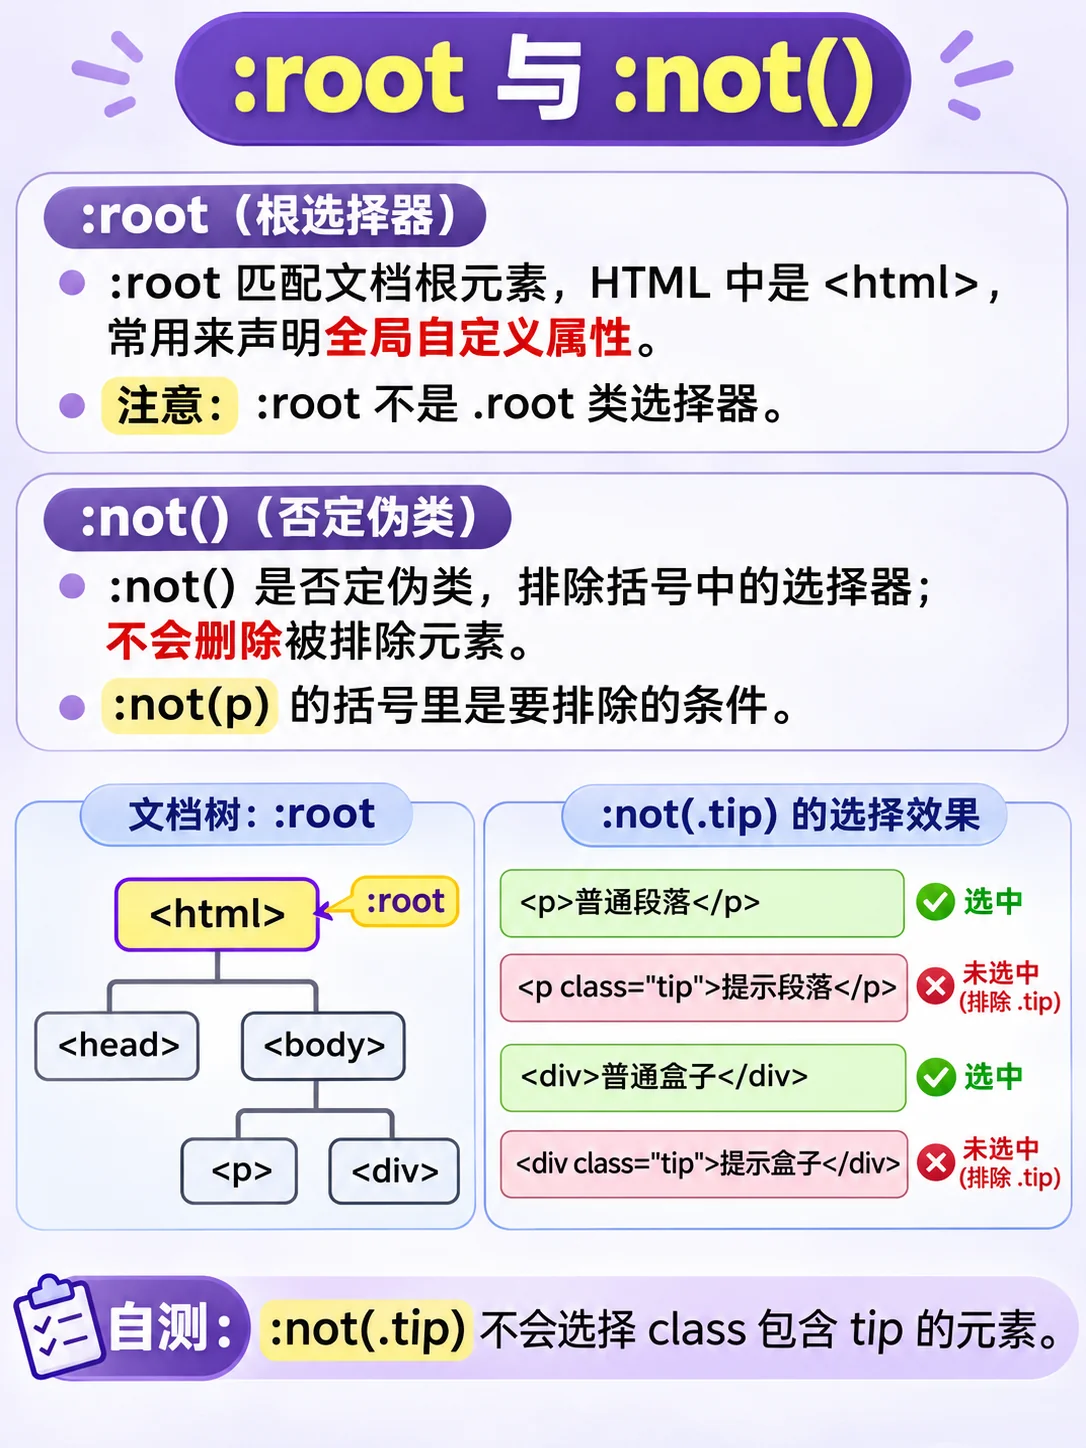 :root 与 :not()
:root（根选择器）
:root 匹配文档根元素，HTML 中是 <html>，
常用来声明全局自定义属性。
注意： :root 不是 .root 类选择器。
:not()（否定伪类）
:not() 是否定伪类，排除括号中的选择器；
不会删除被排除元素。
:not(p) 的括号里是要排除的条件。
文档树：:root
<html>
:root
<head>
<body>
<p>
<div>
:not(.tip) 的选择效果
<p>普通段落</p>
选中
<p class="tip">提示段落</p>
未选中
(排除 .tip)
<div>普通盒子</div>
选中
<div class="tip">提示盒子</div>
未选中
(排除 .tip)
自测： :not(.tip) 不会选择 class 包含 tip 的元素。